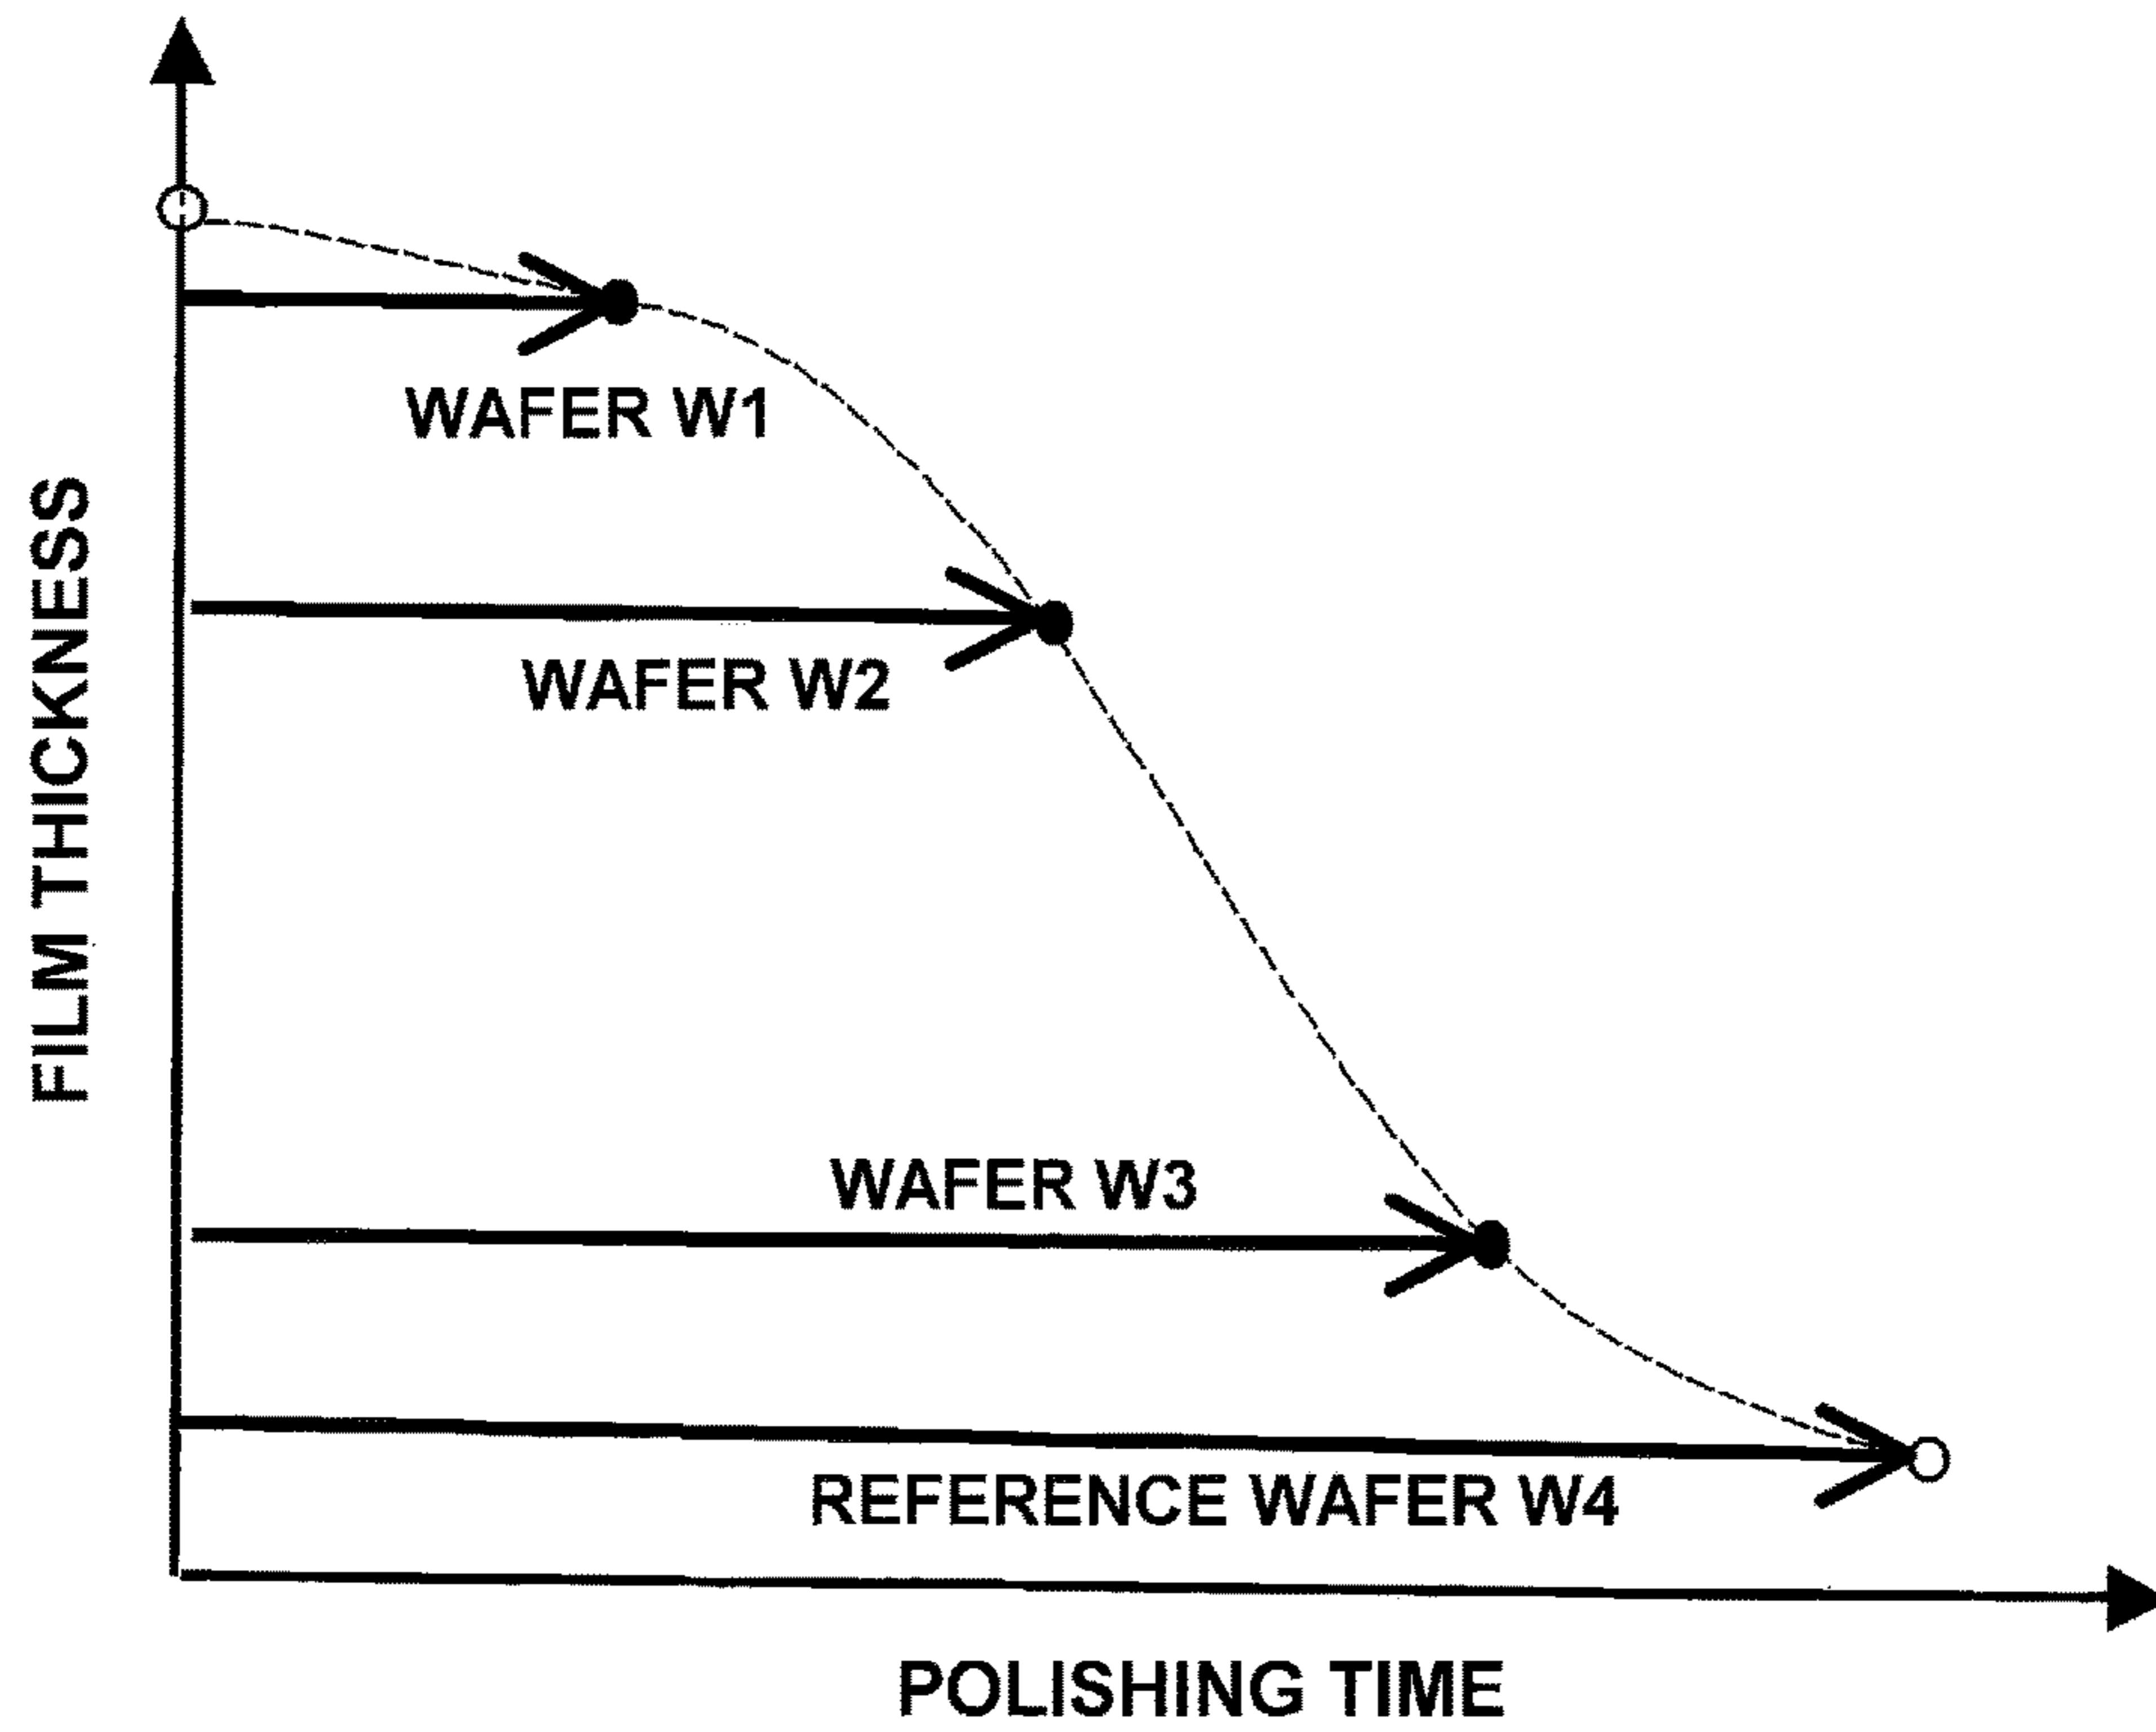 WAFER W1
FILM THICKNESS
WAFER W2
WAFER W3
REFERENCE WAFER W4
POLISHING TIME